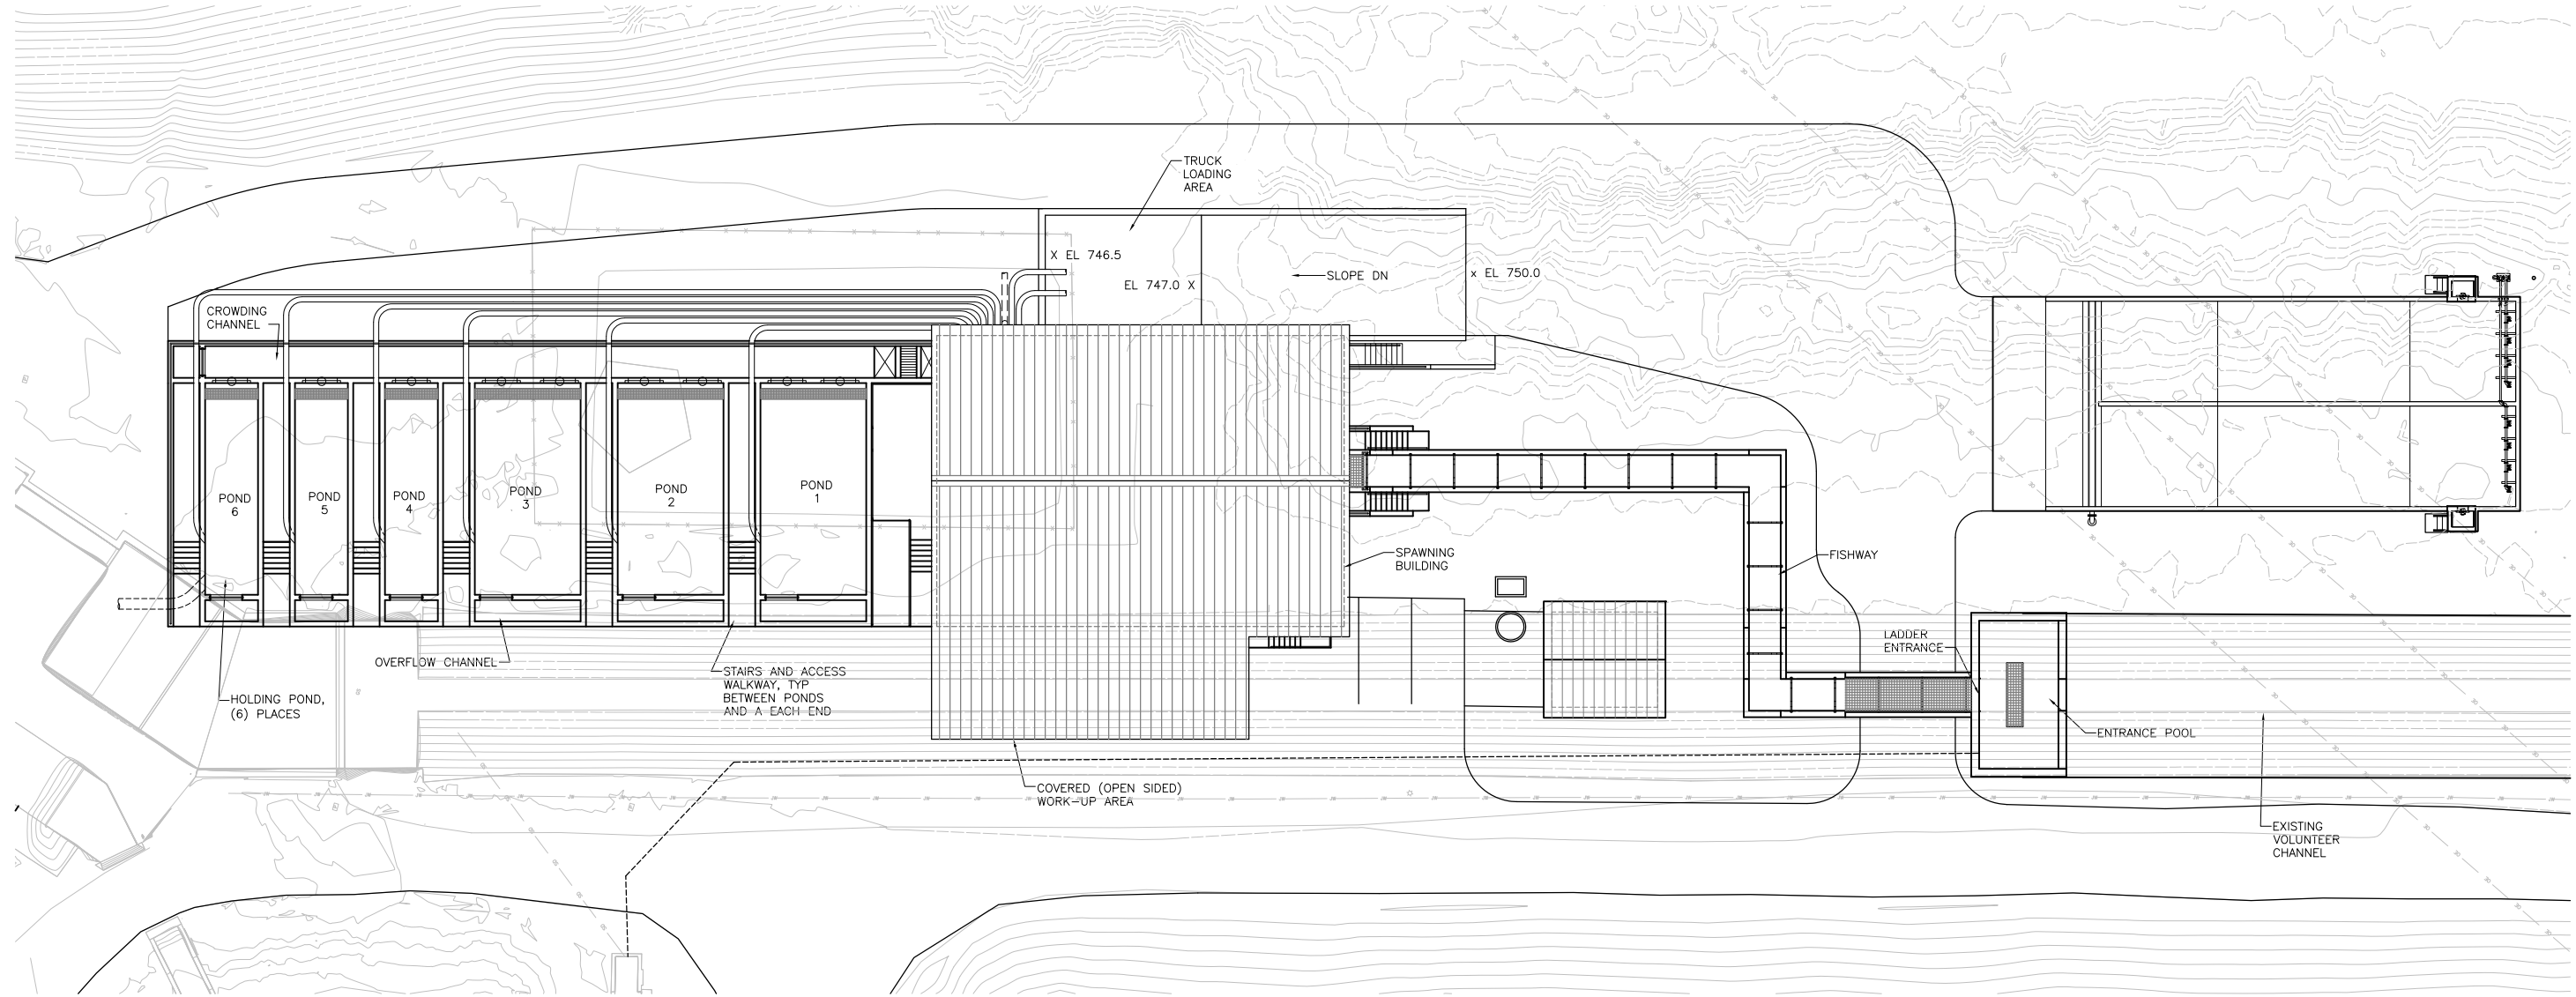 TRUCK
LOADING
AREA
X EL 746.5
EL 747.0 X
SLOPE DN
x EL 750.0
CROWDING
CHANNEL
POND
6
POND
5
POND
4
POND
3
POND
2
POND
1
SPAWNING
BUILDING
FISHWAY
LADDER
ENTRANCE
OVERFLOW CHANNEL
STAIRS AND ACCESS
WALKWAY, TYP
BETWEEN PONDS
AND A EACH END
HOLDING POND,
(6) PLACES
ENTRANCE POOL
COVERED (OPEN SIDED)
WORK-UP AREA
EXISTING
VOLUNTEER
CHANNEL